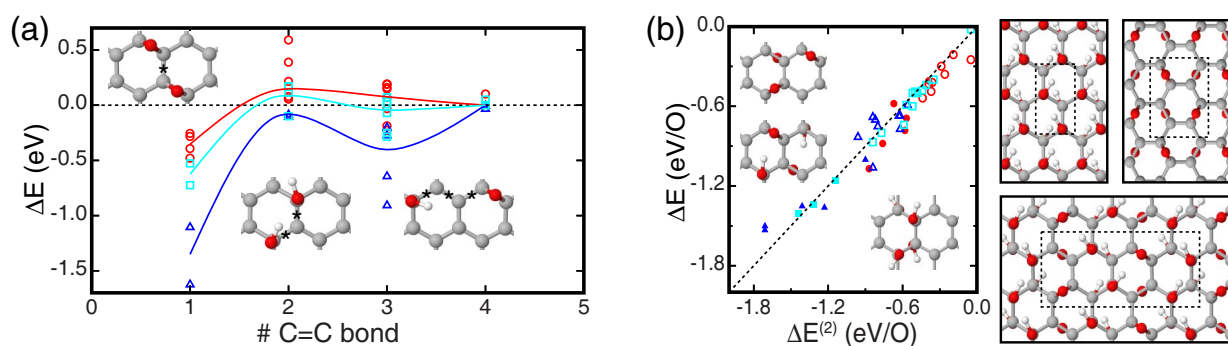 (a)
ΔE (eV)
0.5
0.0
-0.5
-1.0
-1.5
*
*
*
* * *
1 2 3 4 5
# C=C bond
(b)
ΔE (eV/O)
0.0
-0.6
-1.2
-1.8
-1.8 -1.2 -0.6 0.0
ΔE(2) (eV/O)